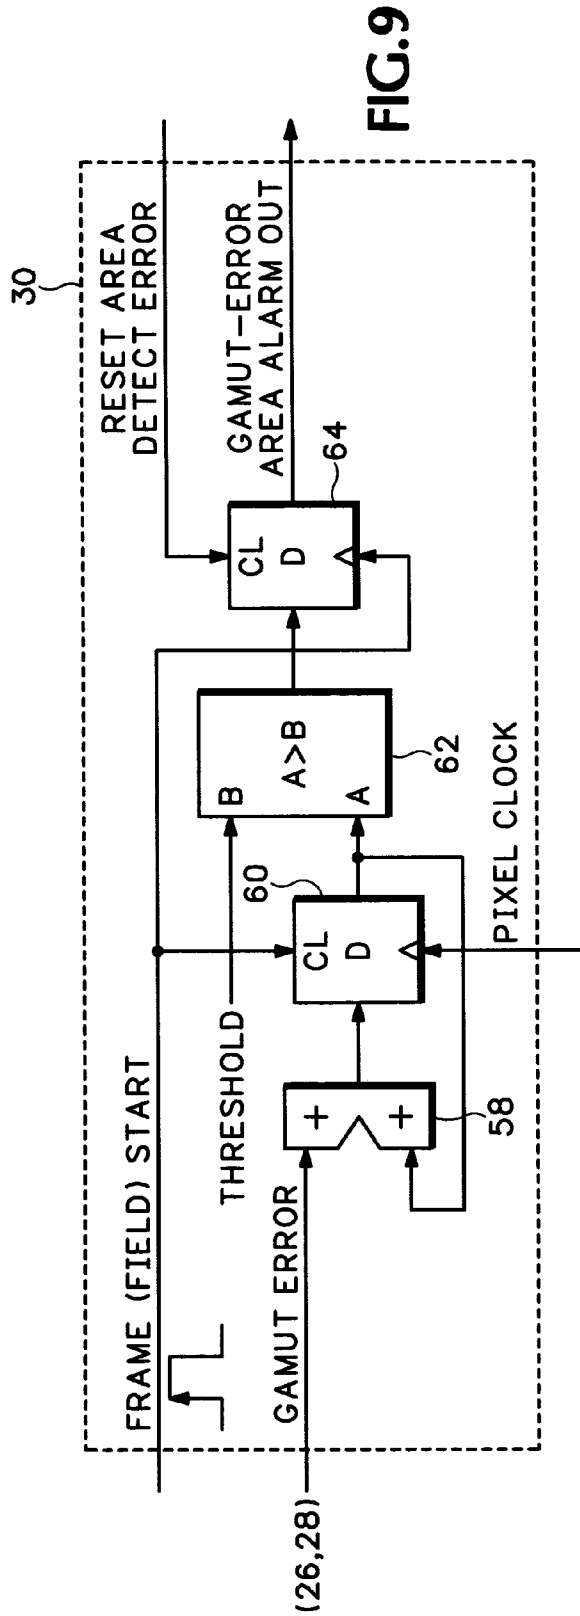 30
RESET AREA
DETECT ERROR
GAMUT-ERROR
AREA ALARM OUT
FRAME (FIELD) START
THRESHOLD
GAMUT ERROR
(26,28)
+
+
58
60
CL
D
PIXEL CLOCK
B
A>B
A
62
CL
D
64
FIG.9